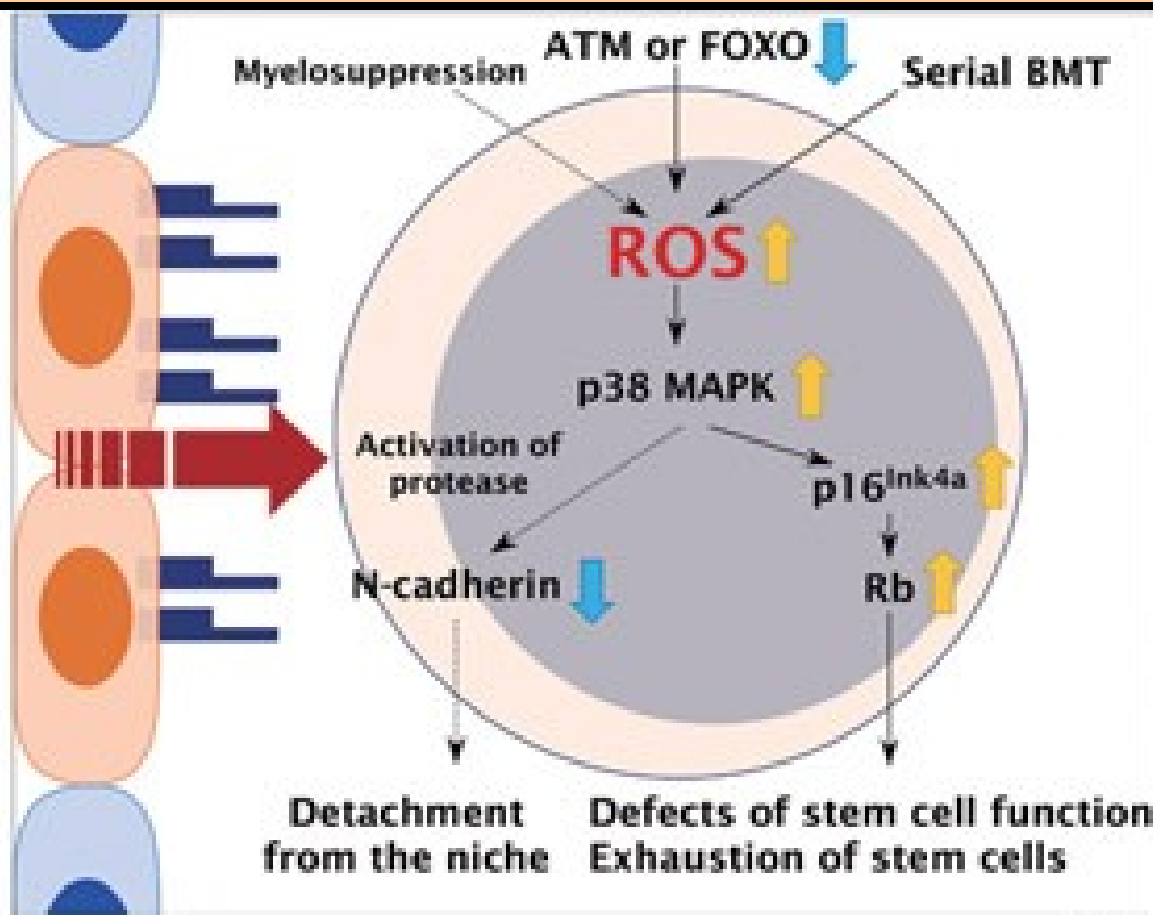 ATM or FOXO
Myelosuppression
Serial BMT
ROS
p38 MAPK
Activation of
protease
p16Ink4a
N-cadherin
Rb
Detachment
from the niche
Defects of stem cell function
Exhaustion of stem cells